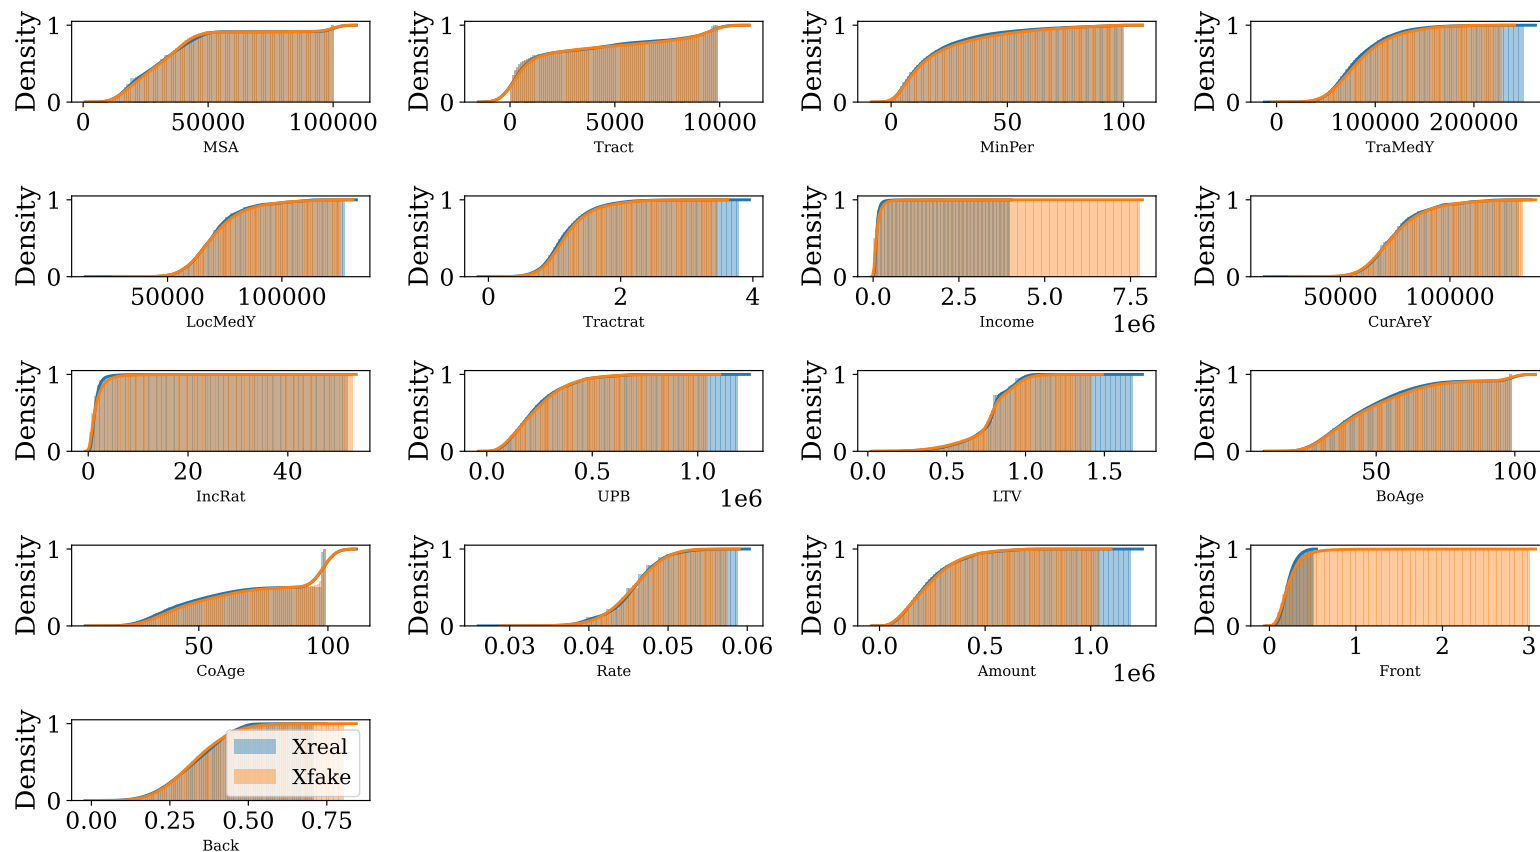 Density 1 0 0 50000 100000 MSA
Density 1 0 0 5000 10000 Tract
Density 1 0 0 50 100 MinPer
Density 1 0 0 100000 200000 TraMedY
Density 1 0 50000 100000 LocMedY
Density 1 0 0 2 4 Tractrat
Density 1 0 0.0 2.5 5.0 7.5 1e6 Income
Density 1 0 50000 100000 CurAreY
Density 1 0 0 20 40 IncRat
Density 1 0 0.0 0.5 1.0 1e6 UPB
Density 1 0 0.0 0.5 1.0 1.5 LTV
Density 1 0 50 100 BoAge
Density 1 0 50 100 CoAge
Density 1 0 0.03 0.04 0.05 0.06 Rate
Density 1 0 0.0 0.5 1.0 1e6 Amount
Density 1 0 0 1 2 3 Front
Density 1 0 0.00 0.25 0.50 0.75 Back
Xreal
Xfake